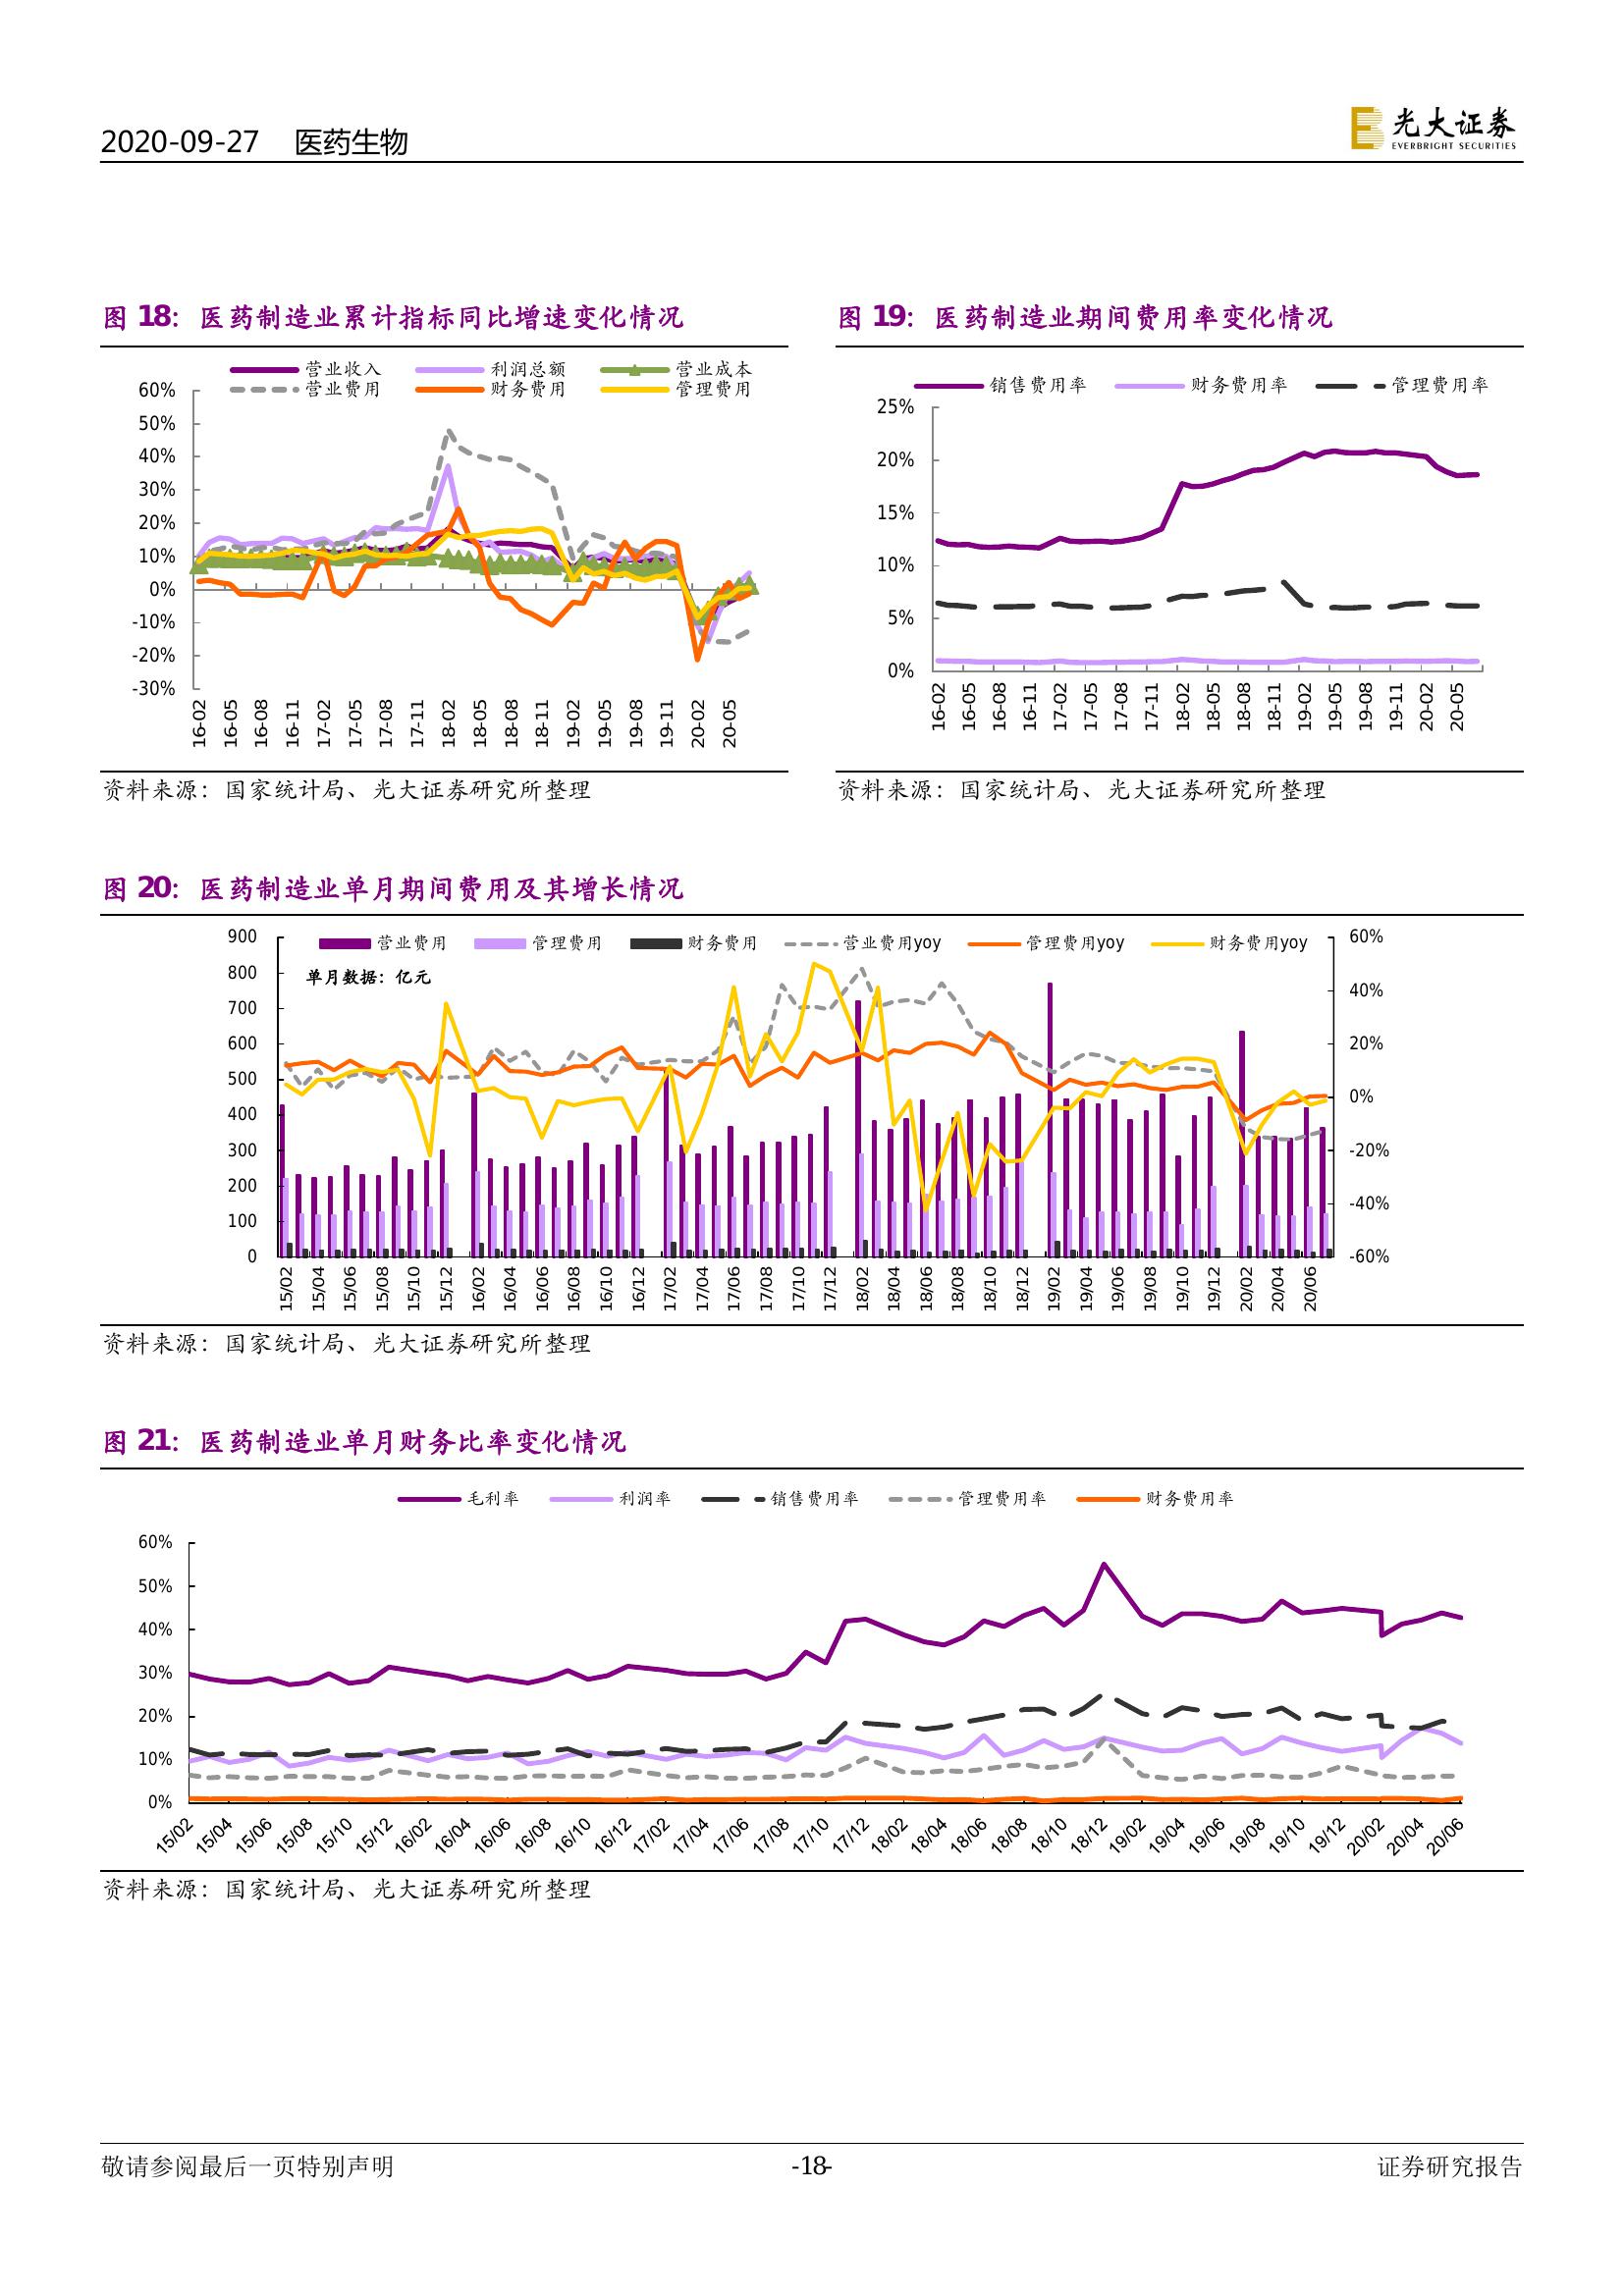 2020-09-27 医药生物
光大证券
EVERBRIGHT SECURITIES
图 18：医药制造业累计指标同比增速变化情况
营业收入 利润总额 营业成本
营业费用 财务费用 管理费用
60%
50%
40%
30%
20%
10%
0%
-10%
-20%
-30%
16-02 16-05 16-08 16-11 17-02 17-05 17-08 17-11 18-02 18-05 18-08 18-11 19-02 19-05 19-08 19-11 20-02 20-05
资料来源：国家统计局、光大证券研究所整理
图 19：医药制造业期间费用率变化情况
销售费用率 财务费用率 管理费用率
25%
20%
15%
10%
5%
0%
16-02 16-05 16-08 16-11 17-02 17-05 17-08 17-11 18-02 18-05 18-08 18-11 19-02 19-05 19-08 19-11 20-02 20-05
资料来源：国家统计局、光大证券研究所整理
图 20：医药制造业单月期间费用及其增长情况
营业费用 管理费用 财务费用 营业费用yoy 管理费用yoy 财务费用yoy
单月数据：亿元
900
800
700
600
500
400
300
200
100
0
60%
40%
20%
0%
-20%
-40%
-60%
15/02 15/04 15/06 15/08 15/10 15/12 16/02 16/04 16/06 16/08 16/10 16/12 17/02 17/04 17/06 17/08 17/10 17/12 18/02 18/04 18/06 18/08 18/10 18/12 19/02 19/04 19/06 19/08 19/10 19/12 20/02 20/04 20/06
资料来源：国家统计局、光大证券研究所整理
图 21：医药制造业单月财务比率变化情况
毛利率 利润率 销售费用率 管理费用率 财务费用率
60%
50%
40%
30%
20%
10%
0%
15/02 15/04 15/06 15/08 15/10 15/12 16/02 16/04 16/06 16/08 16/10 16/12 17/02 17/04 17/06 17/08 17/10 17/12 18/02 18/04 18/06 18/08 18/10 18/12 19/02 19/04 19/06 19/08 19/10 19/12 20/02 20/04 20/06
资料来源：国家统计局、光大证券研究所整理
敬请参阅最后一页特别声明 -18- 证券研究报告